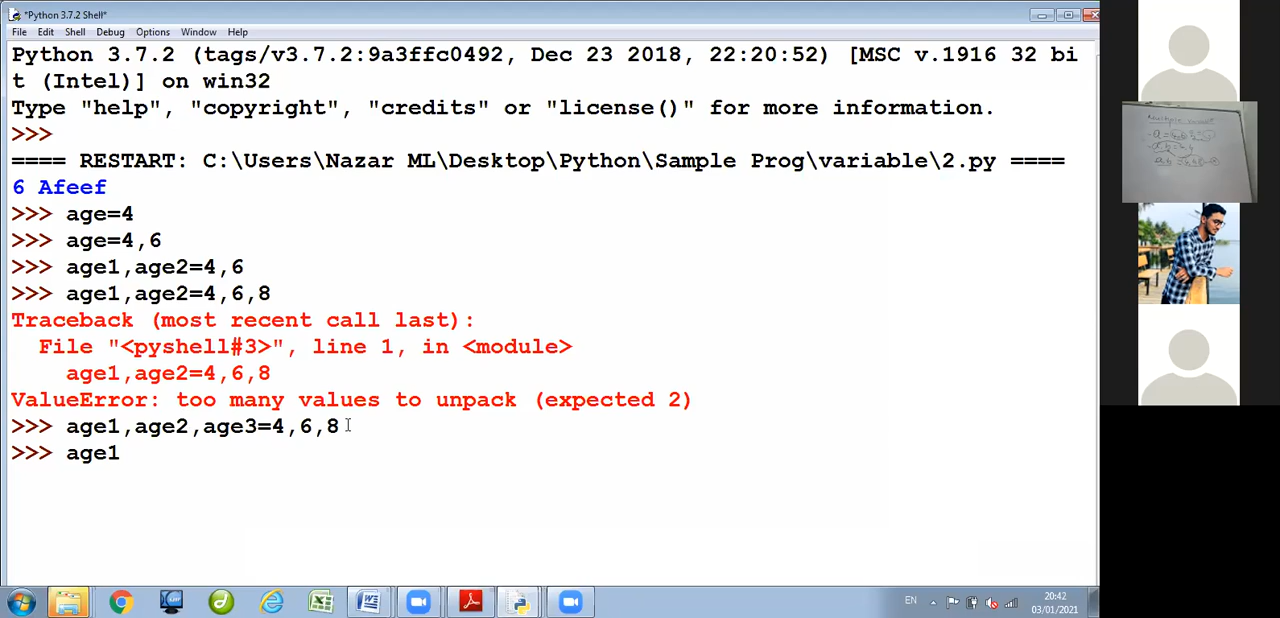 *Python 3.7.2 Shell*
File Edit Shell Debug Options Window Help
Python 3.7.2 (tags/v3.7.2:9a3ffc0492, Dec 23 2018, 22:20:52) [MSC v.1916 32 bi
t (Intel)] on win32
Type "help", "copyright", "credits" or "license()" for more information.
>>>
==== RESTART: C:\Users\Nazar ML\Desktop\Python\Sample Prog\variable\2.py ====
6 Afeef
>>> age=4
>>> age=4,6
>>> age1,age2=4,6
>>> age1,age2=4,6,8
Traceback (most recent call last):
  File "<pyshell#3>", line 1, in <module>
    age1,age2=4,6,8
ValueError: too many values to unpack (expected 2)
>>> age1,age2,age3=4,6,8
>>> age1
Multiple
EN
20:42
03/01/2021